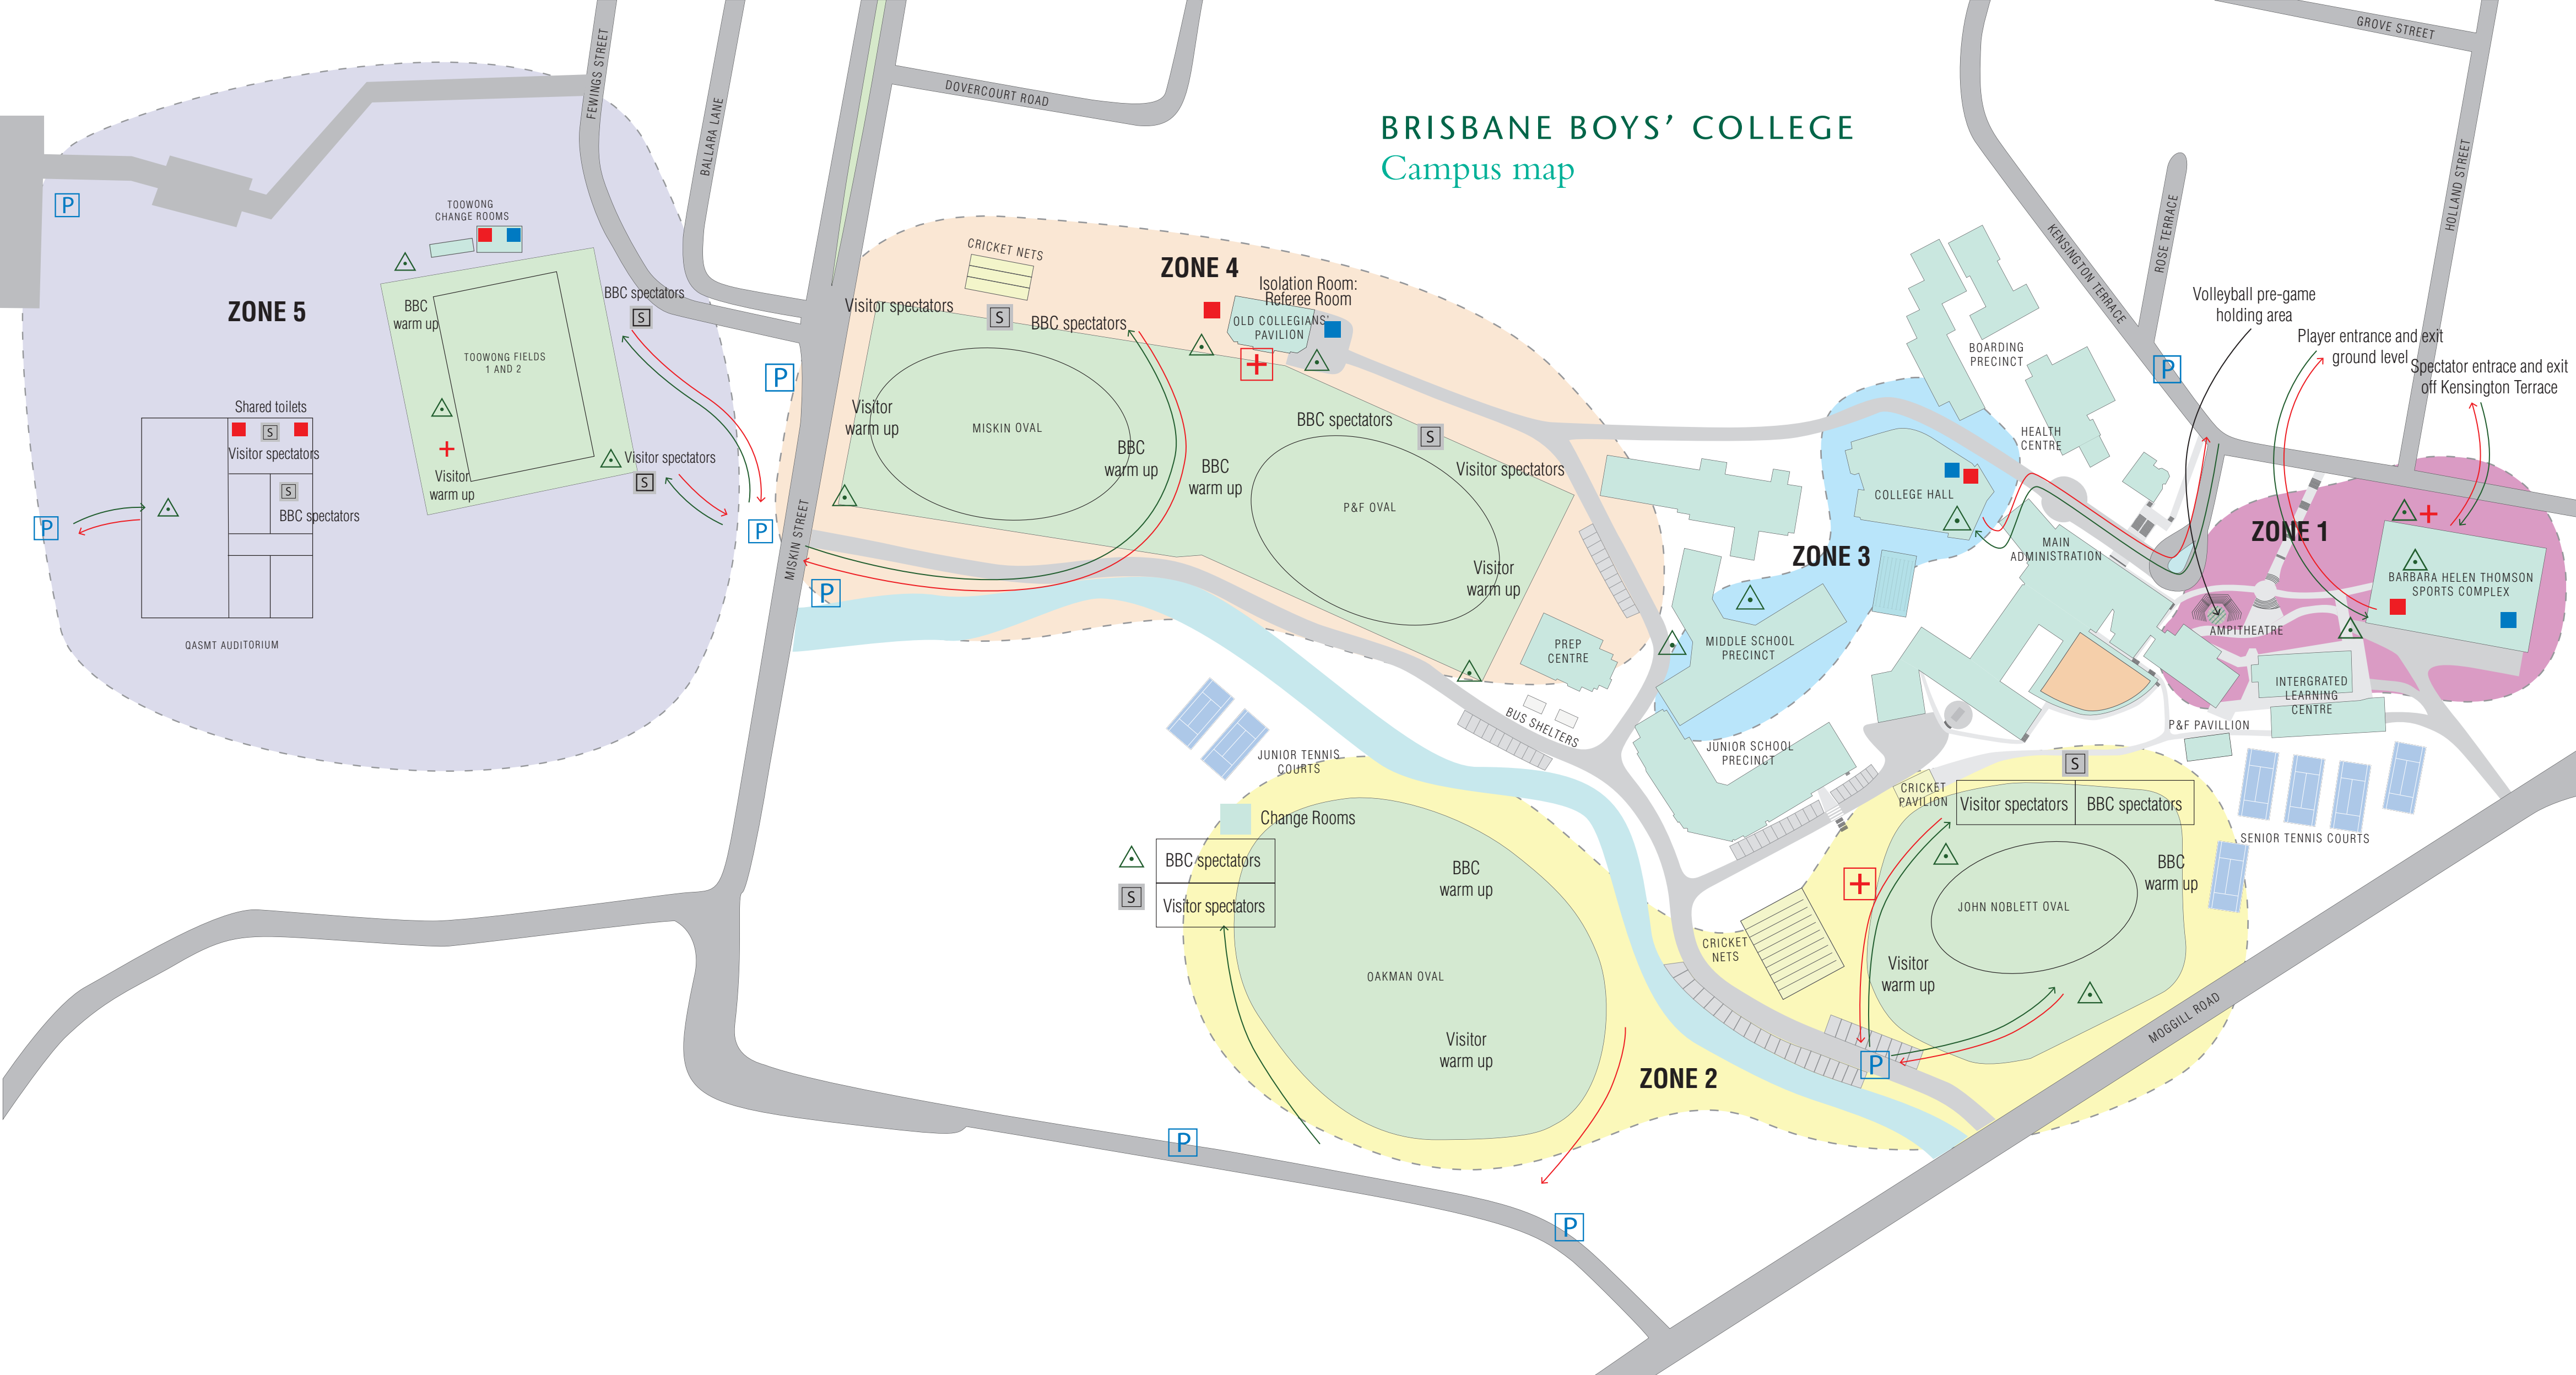 BRISBANE BOYS’ COLLEGE
Campus map
FEWINGS STREET
BALLARA LANE
DOVERCOURT ROAD
GROVE STREET
HOLLAND STREET
KENSINGTON TERRACE
ROSE TERRACE
MISKIN STREET
MOGGILL ROAD
ZONE 5
P
TOOWONG
CHANGE ROOMS
BBC
warm up
TOOWONG FIELDS
1 AND 2
Visitor
warm up
BBC spectators
S
Visitor spectators
S
Shared toilets
S
Visitor spectators
S
BBC spectators
P
QASMT AUDITORIUM
P
P
P
ZONE 4
CRICKET NETS
Visitor spectators
S
BBC spectators
Isolation Room:
Referee Room
OLD COLLEGIANS’
PAVILION
Visitor
warm up
MISKIN OVAL
BBC
warm up
BBC
warm up
BBC spectators
S
Visitor spectators
P&F OVAL
Visitor
warm up
PREP
CENTRE
BUS SHELTERS
JUNIOR TENNIS
COURTS
ZONE 3
COLLEGE HALL
MIDDLE SCHOOL
PRECINCT
JUNIOR SCHOOL
PRECINCT
BOARDING
PRECINCT
HEALTH
CENTRE
MAIN
ADMINISTRATION
P
Volleyball pre-game
holding area
Player entrance and exit
ground level
Spectator entrace and exit
off Kensington Terrace
ZONE 1
BARBARA HELEN THOMSON
SPORTS COMPLEX
AMPITHEATRE
INTERGRATED
LEARNING
CENTRE
P&F PAVILLION
SENIOR TENNIS COURTS
Change Rooms
BBC spectators
S
Visitor spectators
BBC
warm up
OAKMAN OVAL
Visitor
warm up
ZONE 2
CRICKET
NETS
CRICKET
PAVILION
S
Visitor spectators
BBC spectators
BBC
warm up
JOHN NOBLETT OVAL
Visitor
warm up
P
P
P